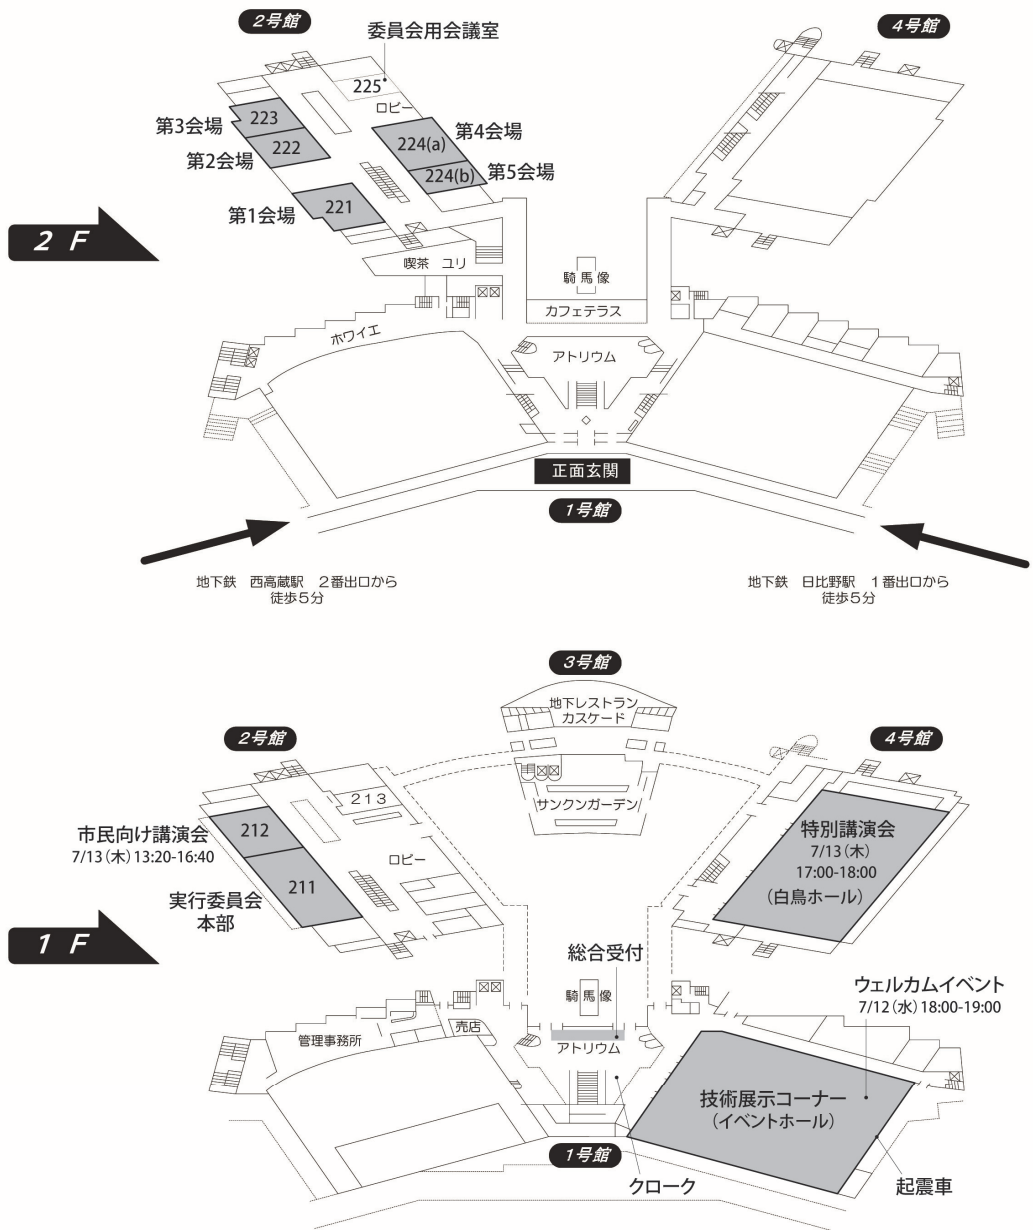 2号館
委員会用会議室
4号館
225
ロビー
第3会場
223
224(a)
第4会場
第2会場
222
224(b)
第5会場
第1会場
221
2 F
喫茶 ユリ
騎馬像
カフェテラス
ホワイエ
アトリウム
正面玄関
1号館
地下鉄 西高蔵駅 2番出口から
徒歩5分
地下鉄 日比野駅 1番出口から
徒歩5分
3号館
地下レストラン
カスケード
2号館
4号館
213
サンクンガーデン
市民向け講演会
7/13(木)13:20-16:40
212
特別講演会
7/13(木)
17:00-18:00
(白鳥ホール)
ロビー
211
実行委員会
本部
1 F
総合受付
騎馬像
ウェルカムイベント
7/12(水)18:00-19:00
売店
管理事務所
アトリウム
技術展示コーナー
(イベントホール)
1号館
クローク
起震車